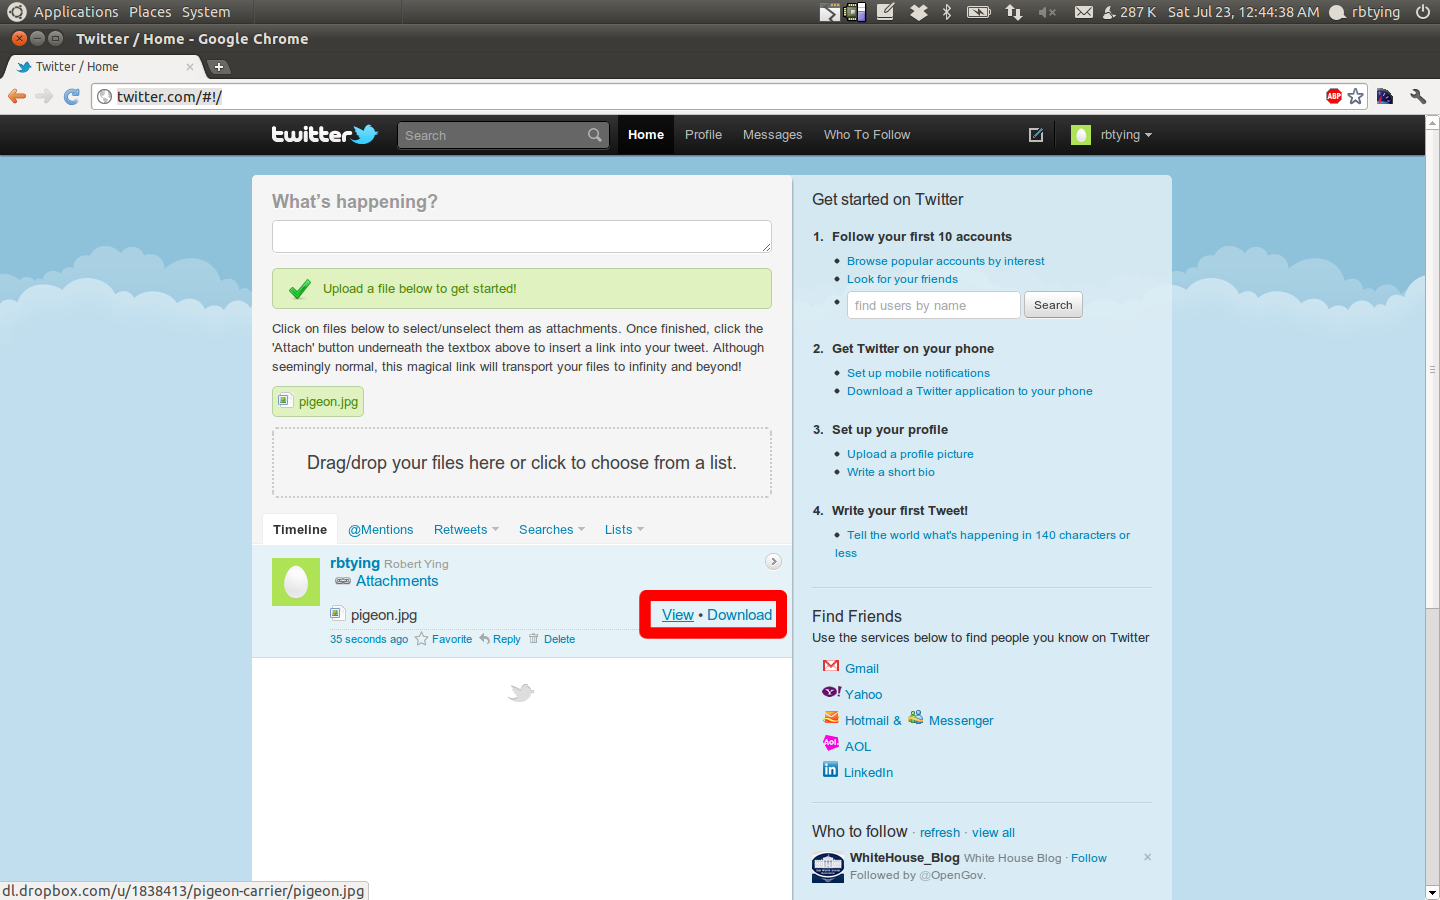 Applications Places System
287 K Sat Jul 23, 12:44:38 AM rbtying
Twitter / Home - Google Chrome
Twitter / Home
twitter.com/#!/
ABP
twitter Search Home Profile Messages Who To Follow rbtying
What's happening?
Upload a file below to get started!
Click on files below to select/unselect them as attachments. Once finished, click the
'Attach' button underneath the textbox above to insert a link into your tweet. Although
seemingly normal, this magical link will transport your files to infinity and beyond!
pigeon.jpg
Drag/drop your files here or click to choose from a list.
Timeline @Mentions Retweets Searches Lists
rbtying Robert Ying
Attachments
pigeon.jpg View • Download
35 seconds ago Favorite Reply Delete
Get started on Twitter
1. Follow your first 10 accounts
• Browse popular accounts by interest
• Look for your friends
• find users by name Search
2. Get Twitter on your phone
• Set up mobile notifications
• Download a Twitter application to your phone
3. Set up your profile
• Upload a profile picture
• Write a short bio
4. Write your first Tweet!
• Tell the world what's happening in 140 characters or
less
Find Friends
Use the services below to find people you know on Twitter
Gmail
Y! Yahoo
Hotmail & Messenger
Aol. AOL
in LinkedIn
Who to follow · refresh · view all
WhiteHouse_Blog White House Blog · Follow ×
Followed by @OpenGov.
dl.dropbox.com/u/1838413/pigeon-carrier/pigeon.jpg